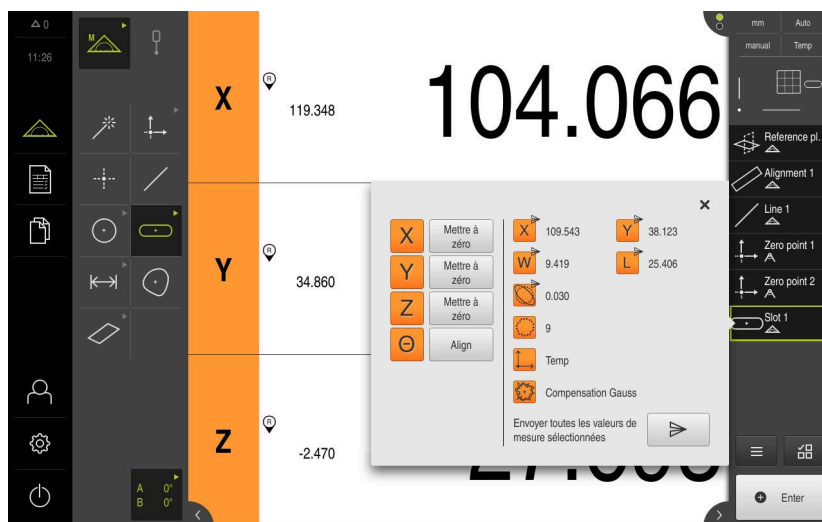 0
11:26
M
A 0°
B 0°
X
R
119.348
104.066
Y
R
34.860
Z
R
-2.470
X
Mettre à
zéro
Y
Mettre à
zéro
Z
Mettre à
zéro
Θ
Align
X
109.543
Y
38.123
W
9.419
L
25.406
0.030
9
Temp
Compensation Gauss
Envoyer toutes les valeurs de
mesure sélectionnées
mm
Auto
manual
Temp
Reference pl.
Alignment 1
Line 1
Zero point 1
Zero point 2
Slot 1
Enter